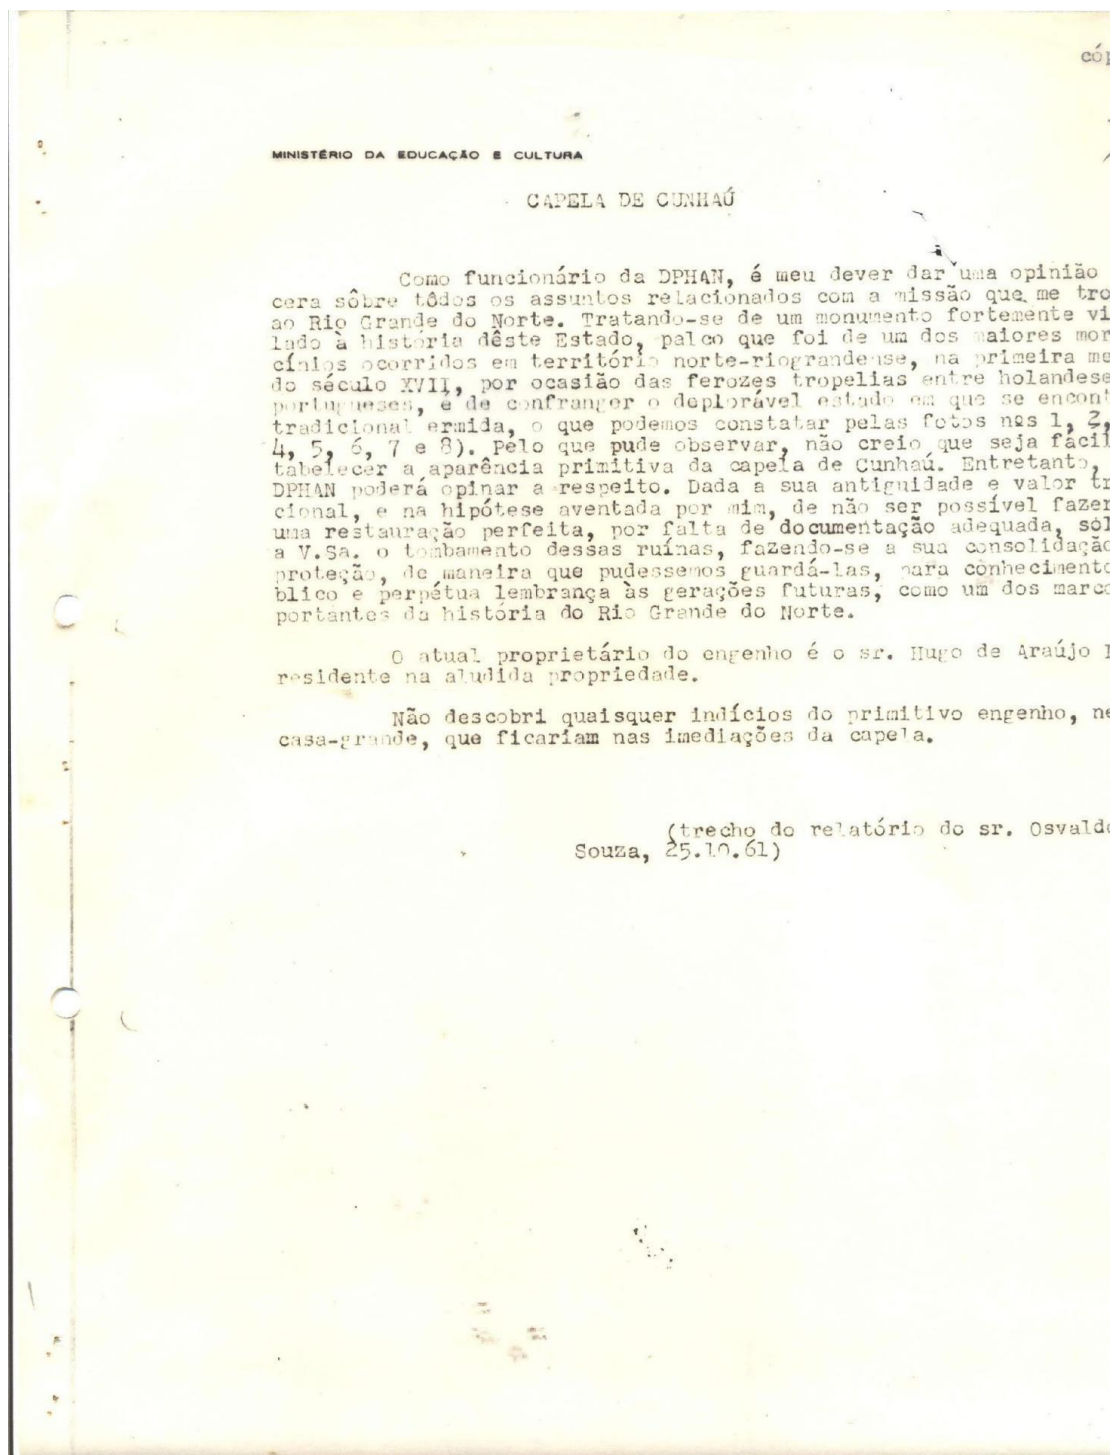 cóp
MINISTÉRIO DA EDUCAÇÃO E CULTURA
CAPELA DE CUNHAÚ
Como funcionário da DPHAN, é meu dever dar uma opinião
cera sôbre tôdos os assuntos relacionados com a missão que me tro
ao Rio Grande do Norte. Tratando-se de um monumento fortemente vi
lado à história dêste Estado, palco que foi de um dos maiores mor
cínios ocorridos em território norte-riograndense, na primeira me
do século XVII, por ocasião das ferozes tropelias entre holandese
portugueses, é de confranger o deplorável estado em que se encont
tradicional ermida, o que podemos constatar pelas fotos nºs 1, 2,
4, 5, 6, 7 e 8). Pelo que pude observar, não creio que seja fácil
tabelecer a aparência primitiva da capela de Cunhaú. Entretanto,
DPHAN poderá opinar a respeito. Dada a sua antiguidade e valor tr
cional, e na hipótese aventada por mim, de não ser possível fazer
uma restauração perfeita, por falta de documentação adequada, sol
a V.Sa. o tombamento dessas ruínas, fazendo-se a sua consolidação
proteção, de maneira que pudessemos guardá-las, para conhecimento
blico e perpétua lembrança às gerações futuras, como um dos marco
portantes da história do Rio Grande do Norte.
O atual proprietário do engenho é o sr. Hugo de Araújo
residente na aludida propriedade.
Não descobri quaisquer indícios do primitivo engenho, ne
casa-grande, que ficariam nas imediações da capela.
(trecho do relatório do sr. Osvaldo
Souza, 25.10.61)